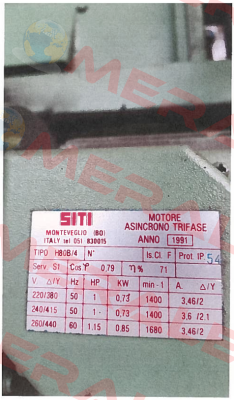 SITI
MOTORE
ASINCRONO TRIFASE
MONTEVEGLIO (BO)
ITALY tel 051 830015
ANNO 1991
TIPO H80B/4 N° Is. Cl. F Prot. IP. 54
Serv S1 Cos φ 0,79 η % 71
V. △/Y Hz HP kW min-1 A. △/Y
220/380 50 1 0,73 1400 3,46/2
240/415 50 1- 0,73 1400 3.6 /2.1
260/440 60 1.15 0.85 1680 3,46/2